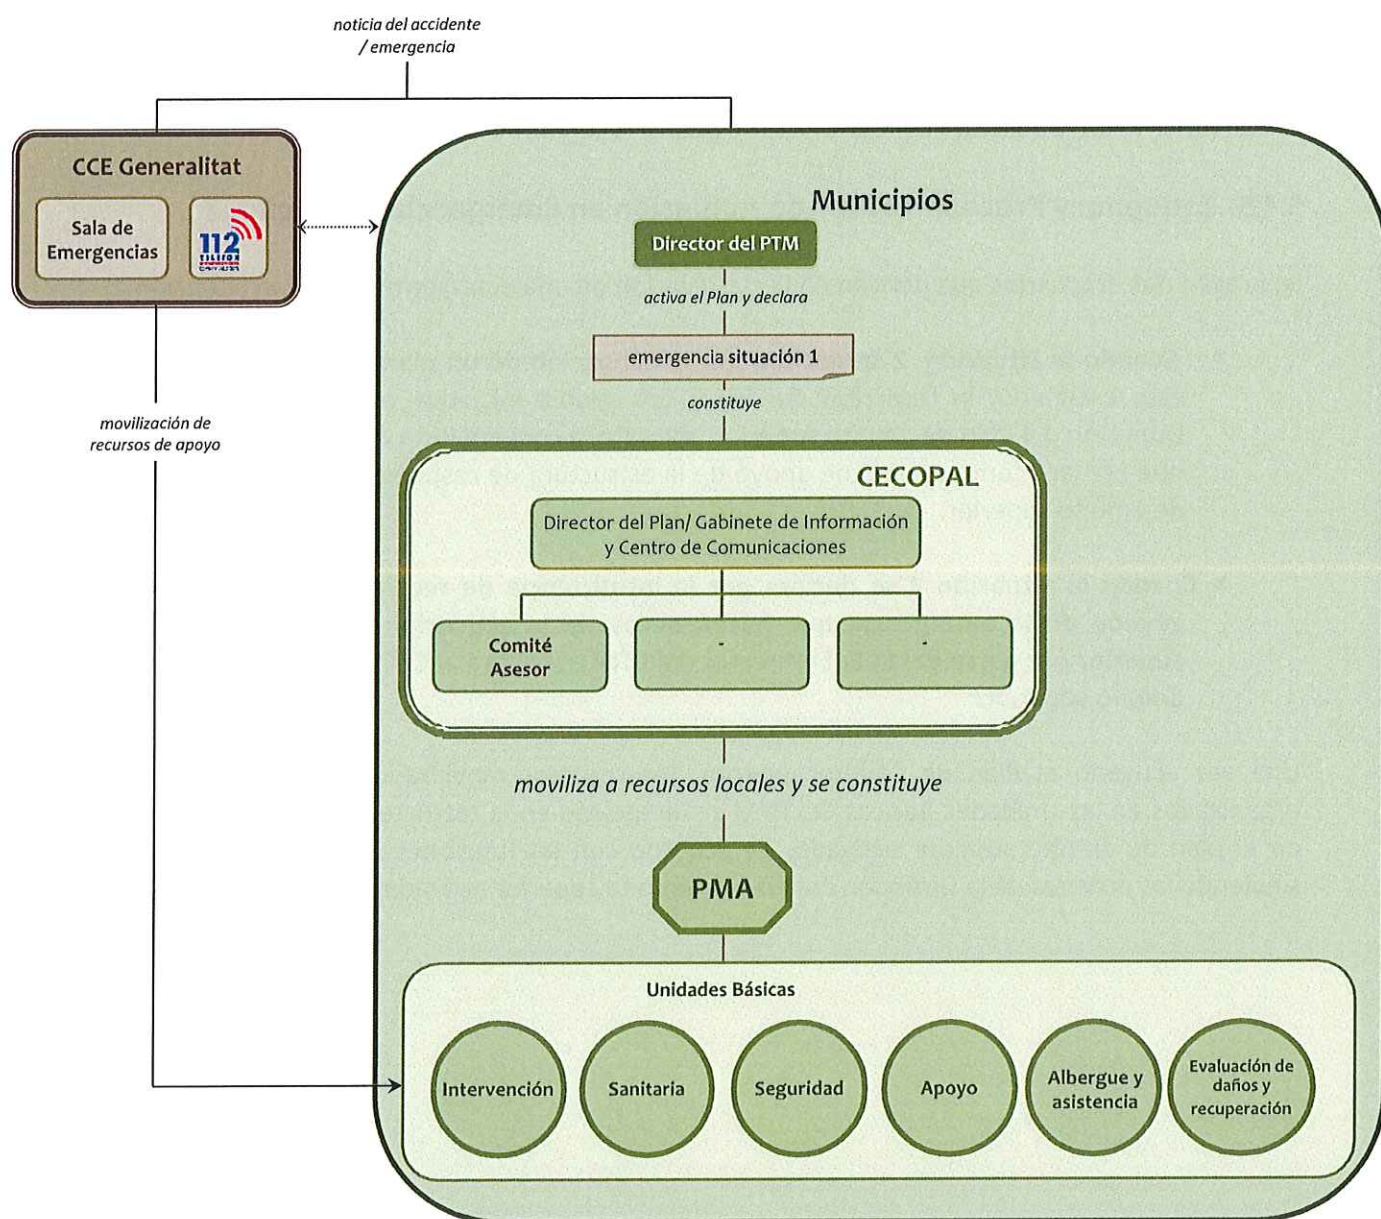 noticia del accidente
/ emergencia
CCE Generalitat
Sala de
Emergencias
112
Municipios
Director del PTM
activa el Plan y declara
emergencia situación 1
constituye
movilización de
recursos de apoyo
CECOPAL
Director del Plan/ Gabinete de Información
y Centro de Comunicaciones
Comité
Asesor
-
-
moviliza a recursos locales y se constituye
PMA
Unidades Básicas
Intervención
Sanitaria
Seguridad
Apoyo
Albergue y
asistencia
Evaluación de
daños y
recuperación